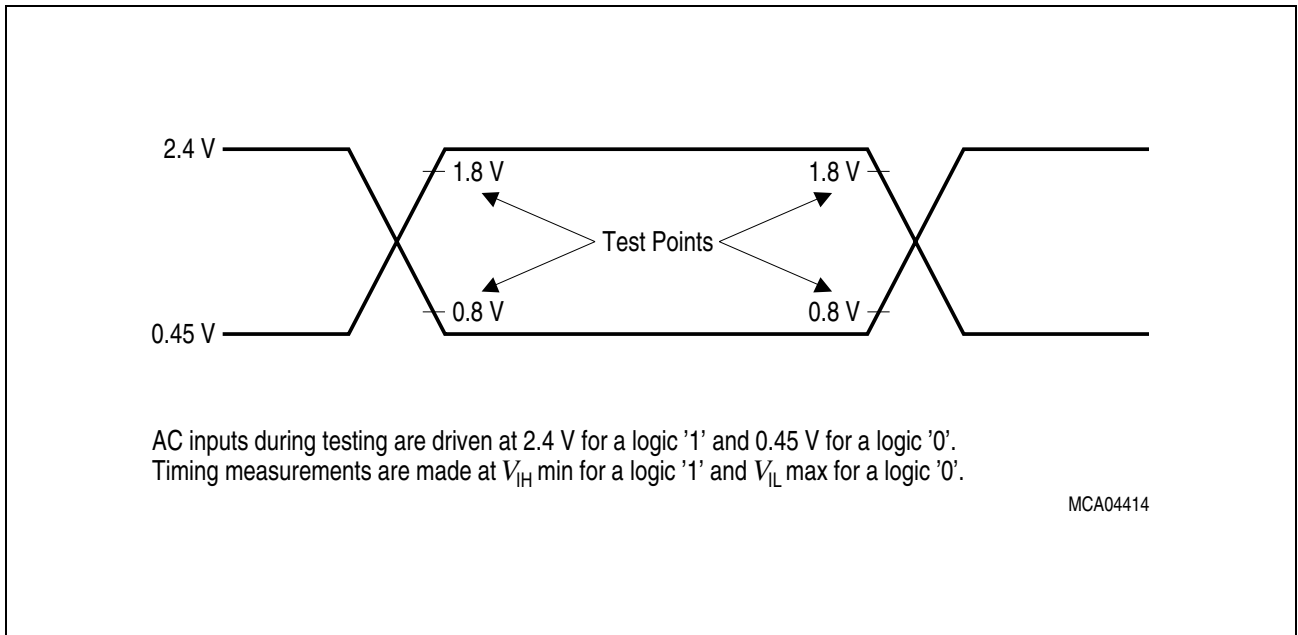 2.4 V
1.8 V
1.8 V
Test Points
0.8 V
0.8 V
0.45 V
AC inputs during testing are driven at 2.4 V for a logic '1' and 0.45 V for a logic '0'.
Timing measurements are made at VIH min for a logic '1' and VIL max for a logic '0'.
MCA04414